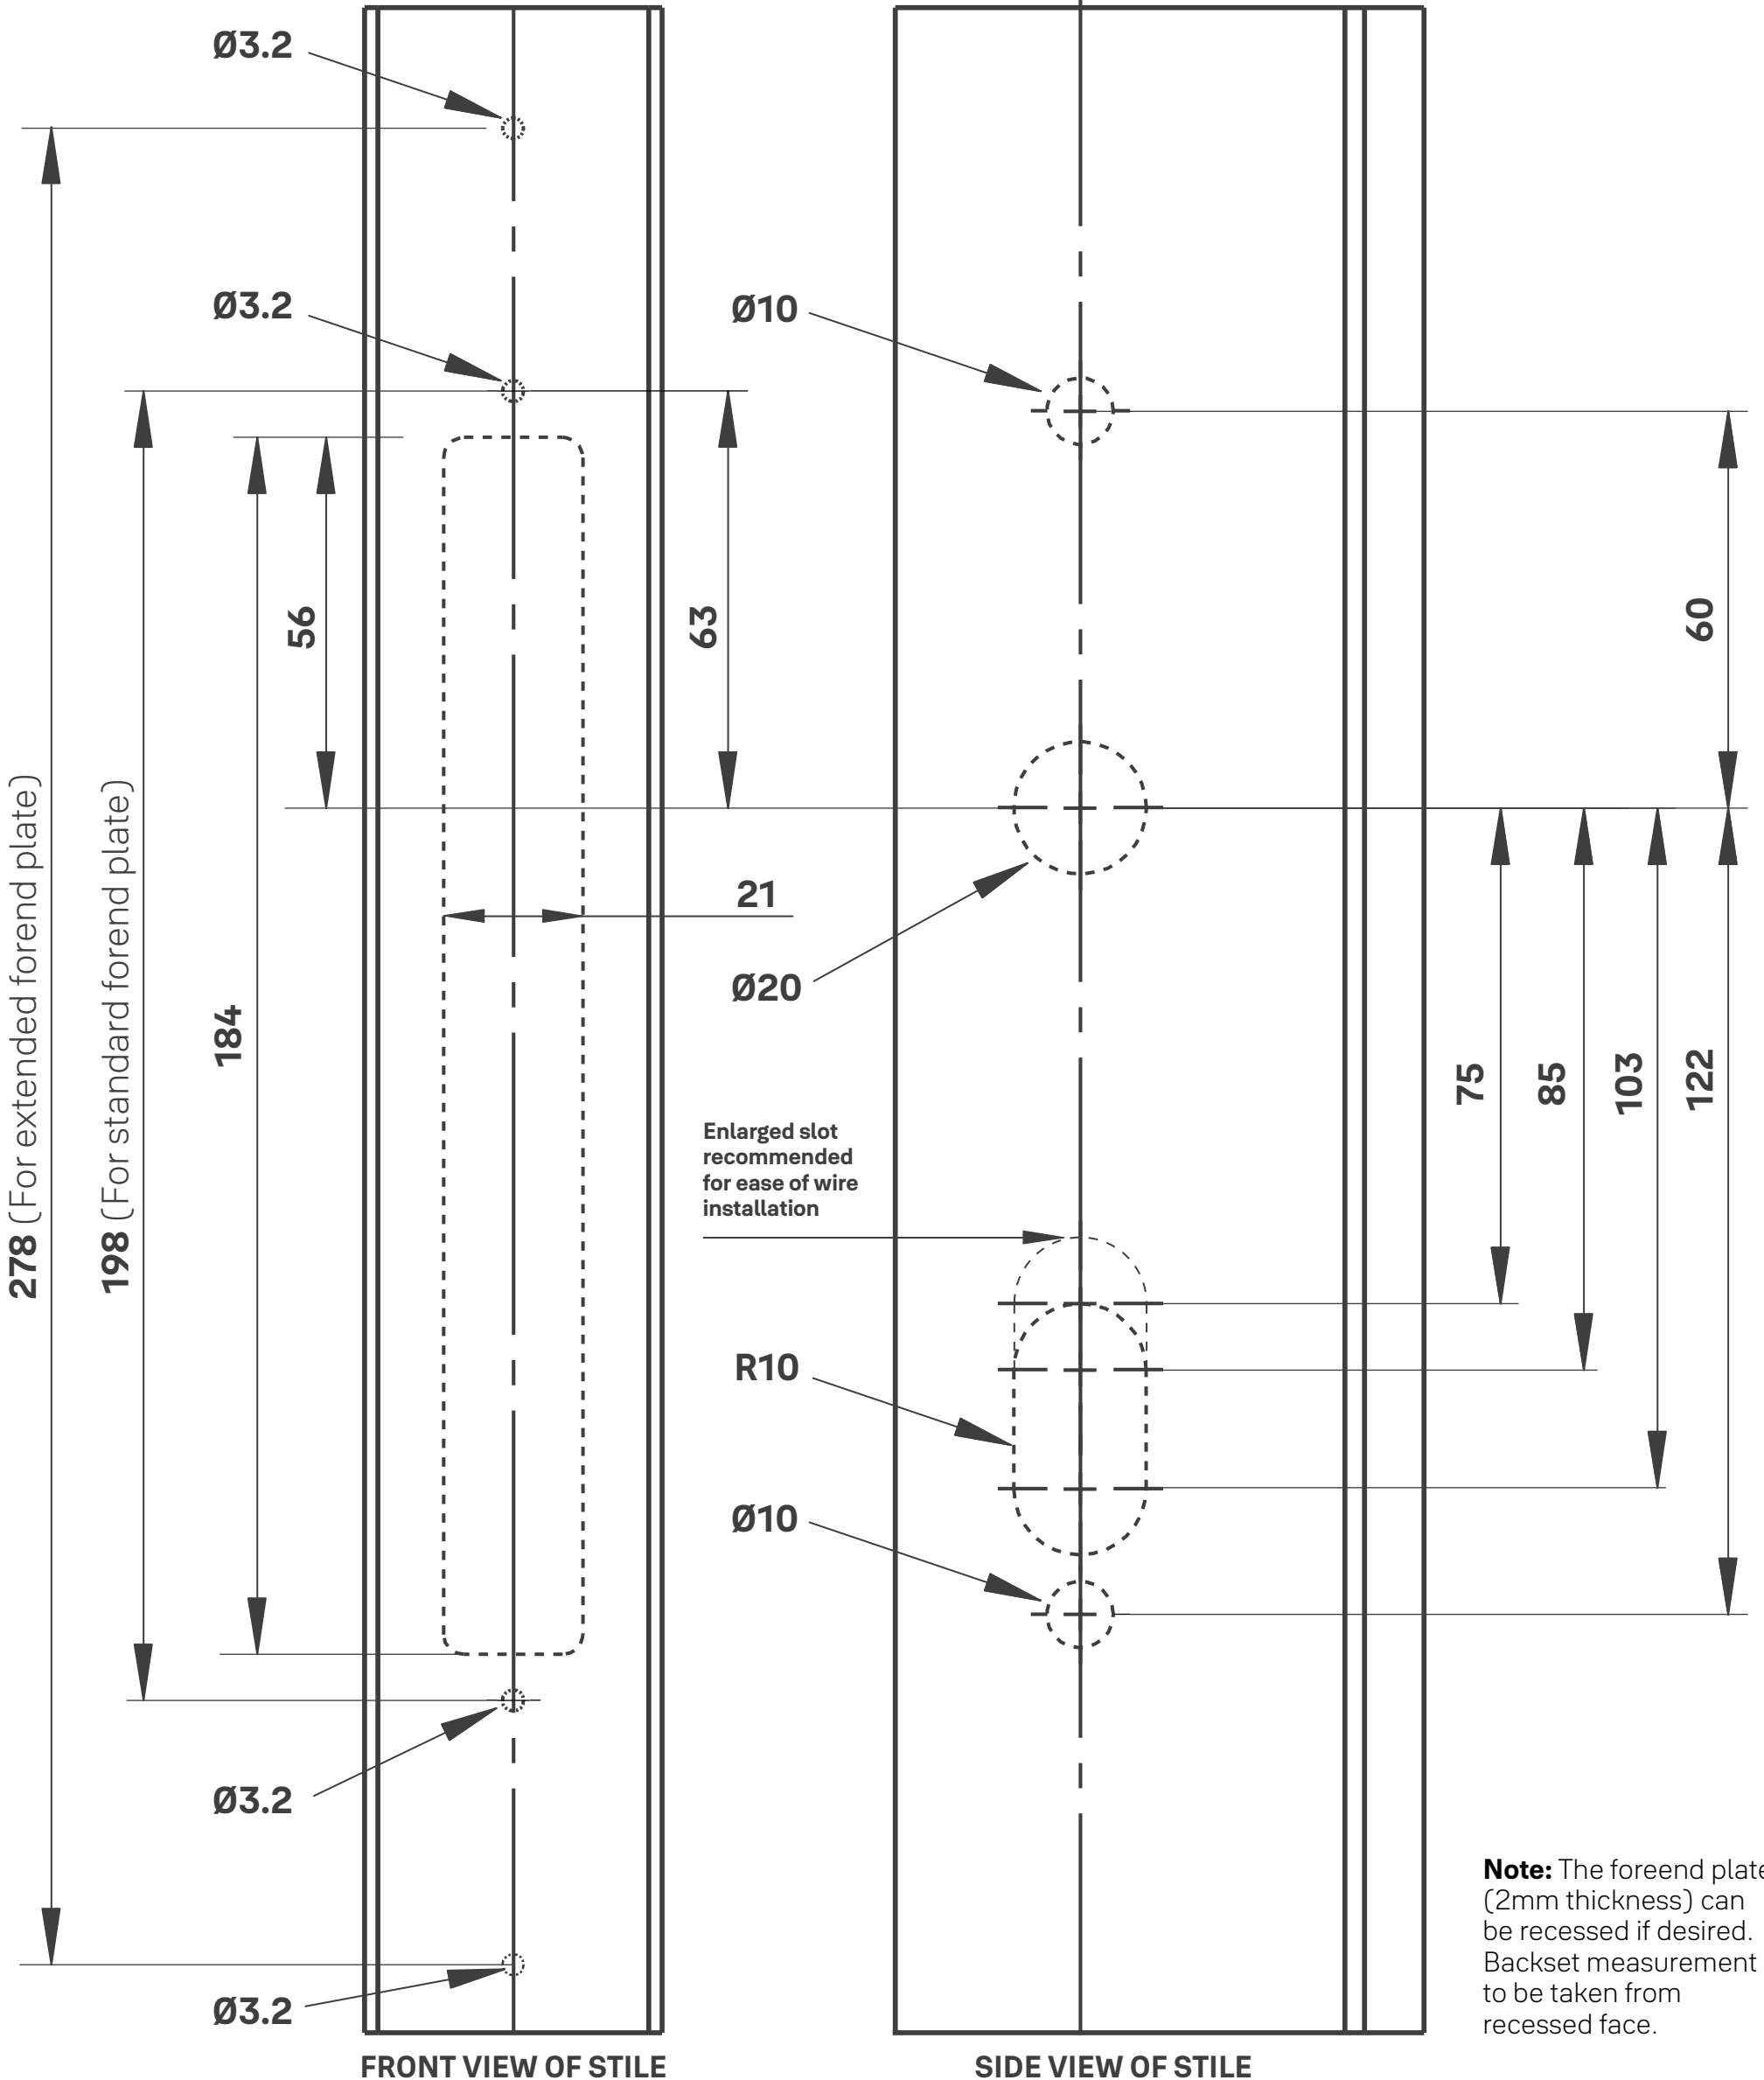 Ø3.2
Ø3.2
Ø10
56
63
60
278 (For extended forend plate)
198 (For standard forend plate)
184
21
Ø20
75
85
103
122
Enlarged slot
recommended
for ease of wire
installation
R10
Ø10
Ø3.2
Ø3.2
Note: The foreend plate
(2mm thickness) can
be recessed if desired.
Backset measurement
to be taken from
recessed face.
FRONT VIEW OF STILE
SIDE VIEW OF STILE